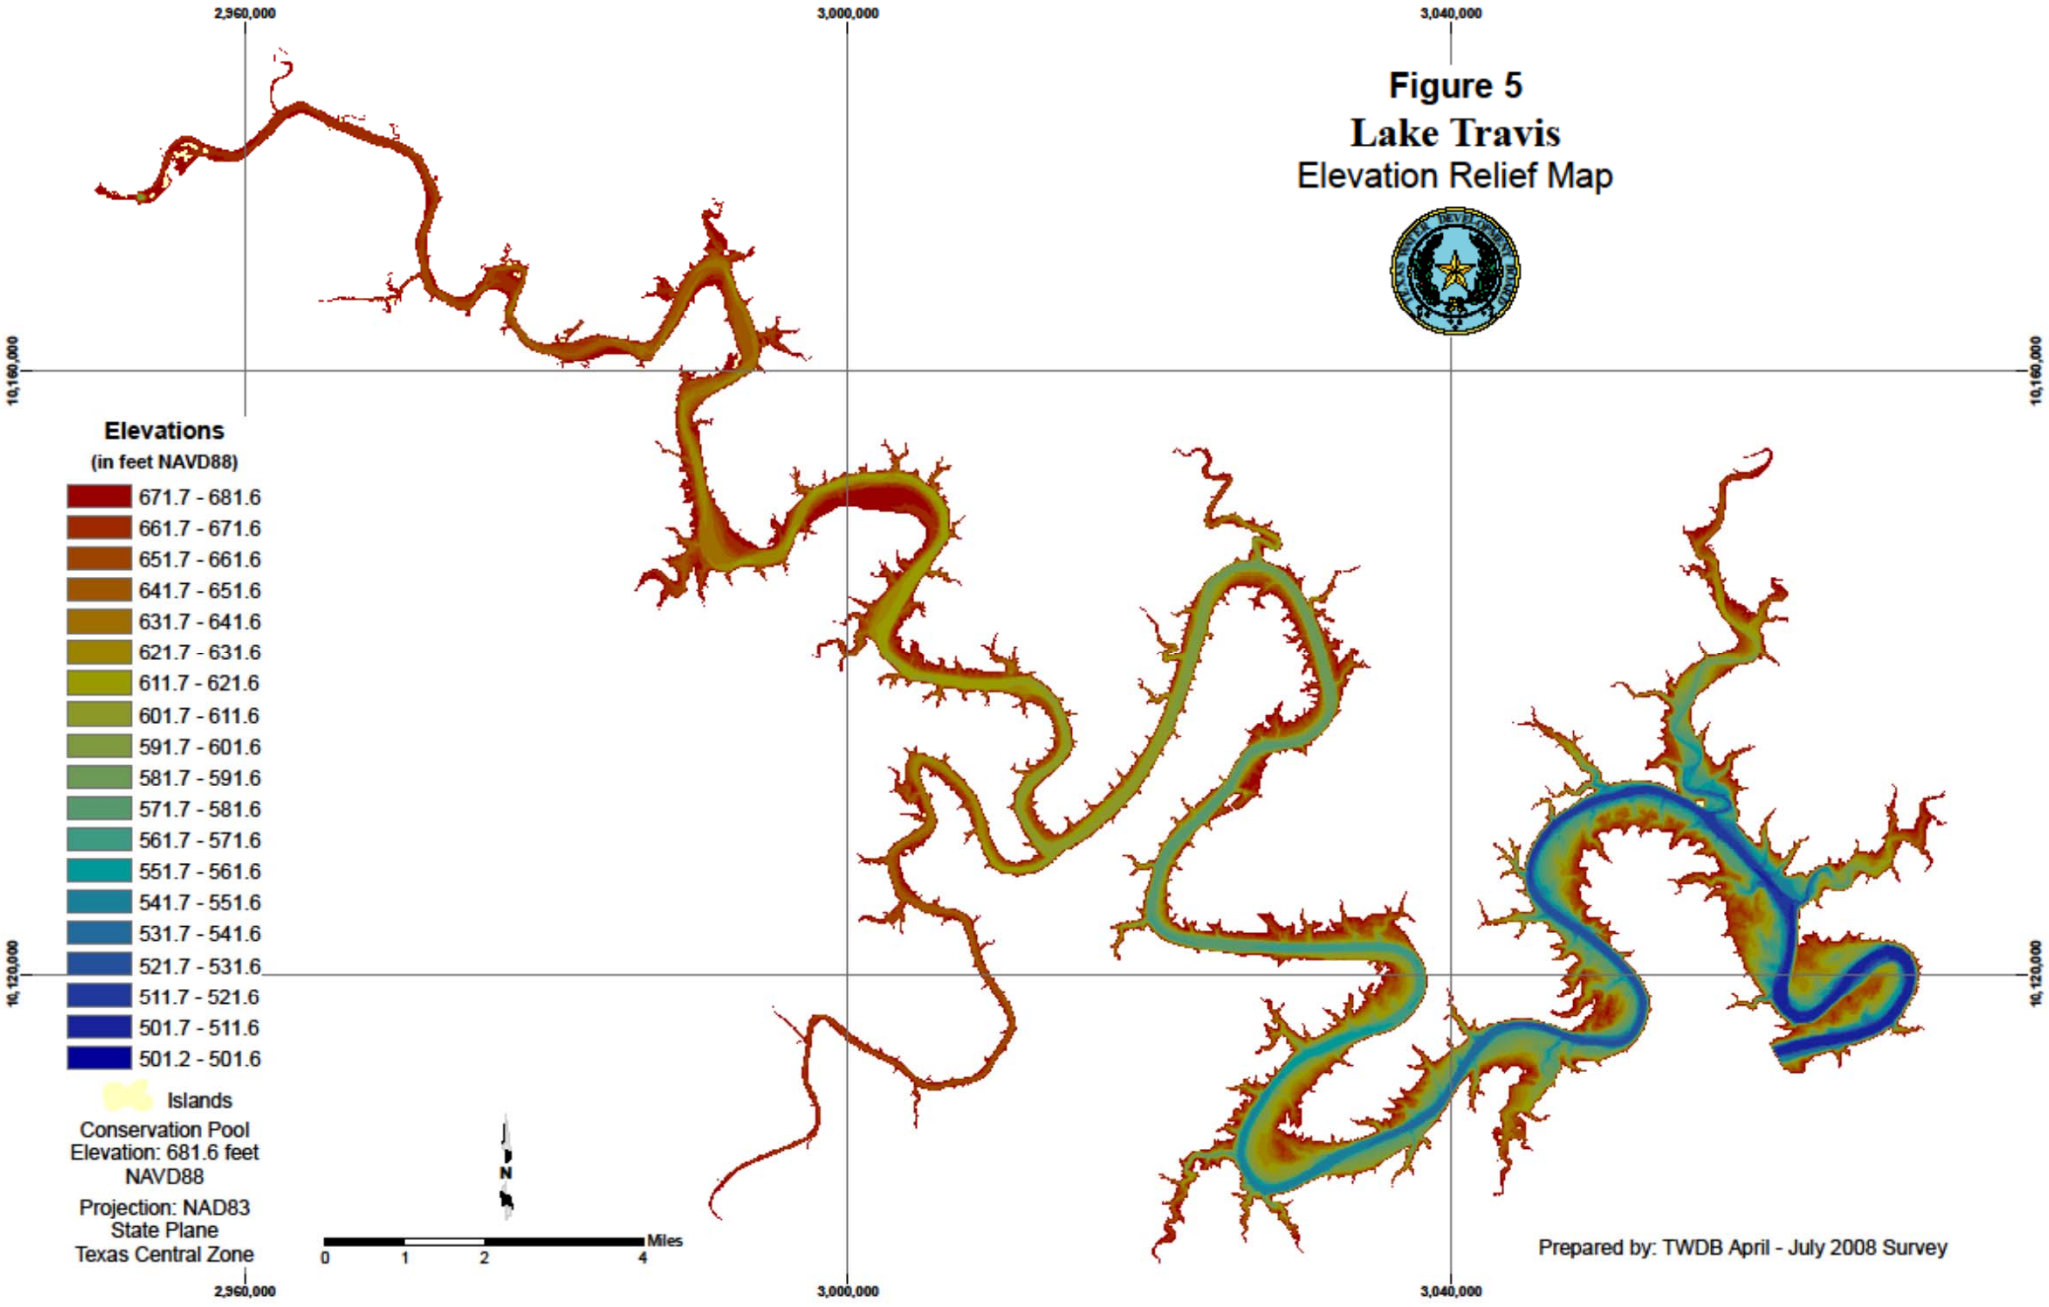 2,960,000
3,000,000
3,040,000
Figure 5
Lake Travis
Elevation Relief Map
TEXAS WATER DEVELOPMENT BOARD
10,160,000
10,160,000
Elevations
(in feet NAVD88)
671.7 - 681.6
661.7 - 671.6
651.7 - 661.6
641.7 - 651.6
631.7 - 641.6
621.7 - 631.6
611.7 - 621.6
601.7 - 611.6
591.7 - 601.6
581.7 - 591.6
571.7 - 581.6
561.7 - 571.6
551.7 - 561.6
541.7 - 551.6
531.7 - 541.6
521.7 - 531.6
511.7 - 521.6
501.7 - 511.6
501.2 - 501.6
Islands
10,120,000
10,120,000
Conservation Pool
Elevation: 681.6 feet
NAVD88
Projection: NAD83
State Plane
Texas Central Zone
N
Miles
0 1 2 4
Prepared by: TWDB April - July 2008 Survey
2,960,000
3,000,000
3,040,000